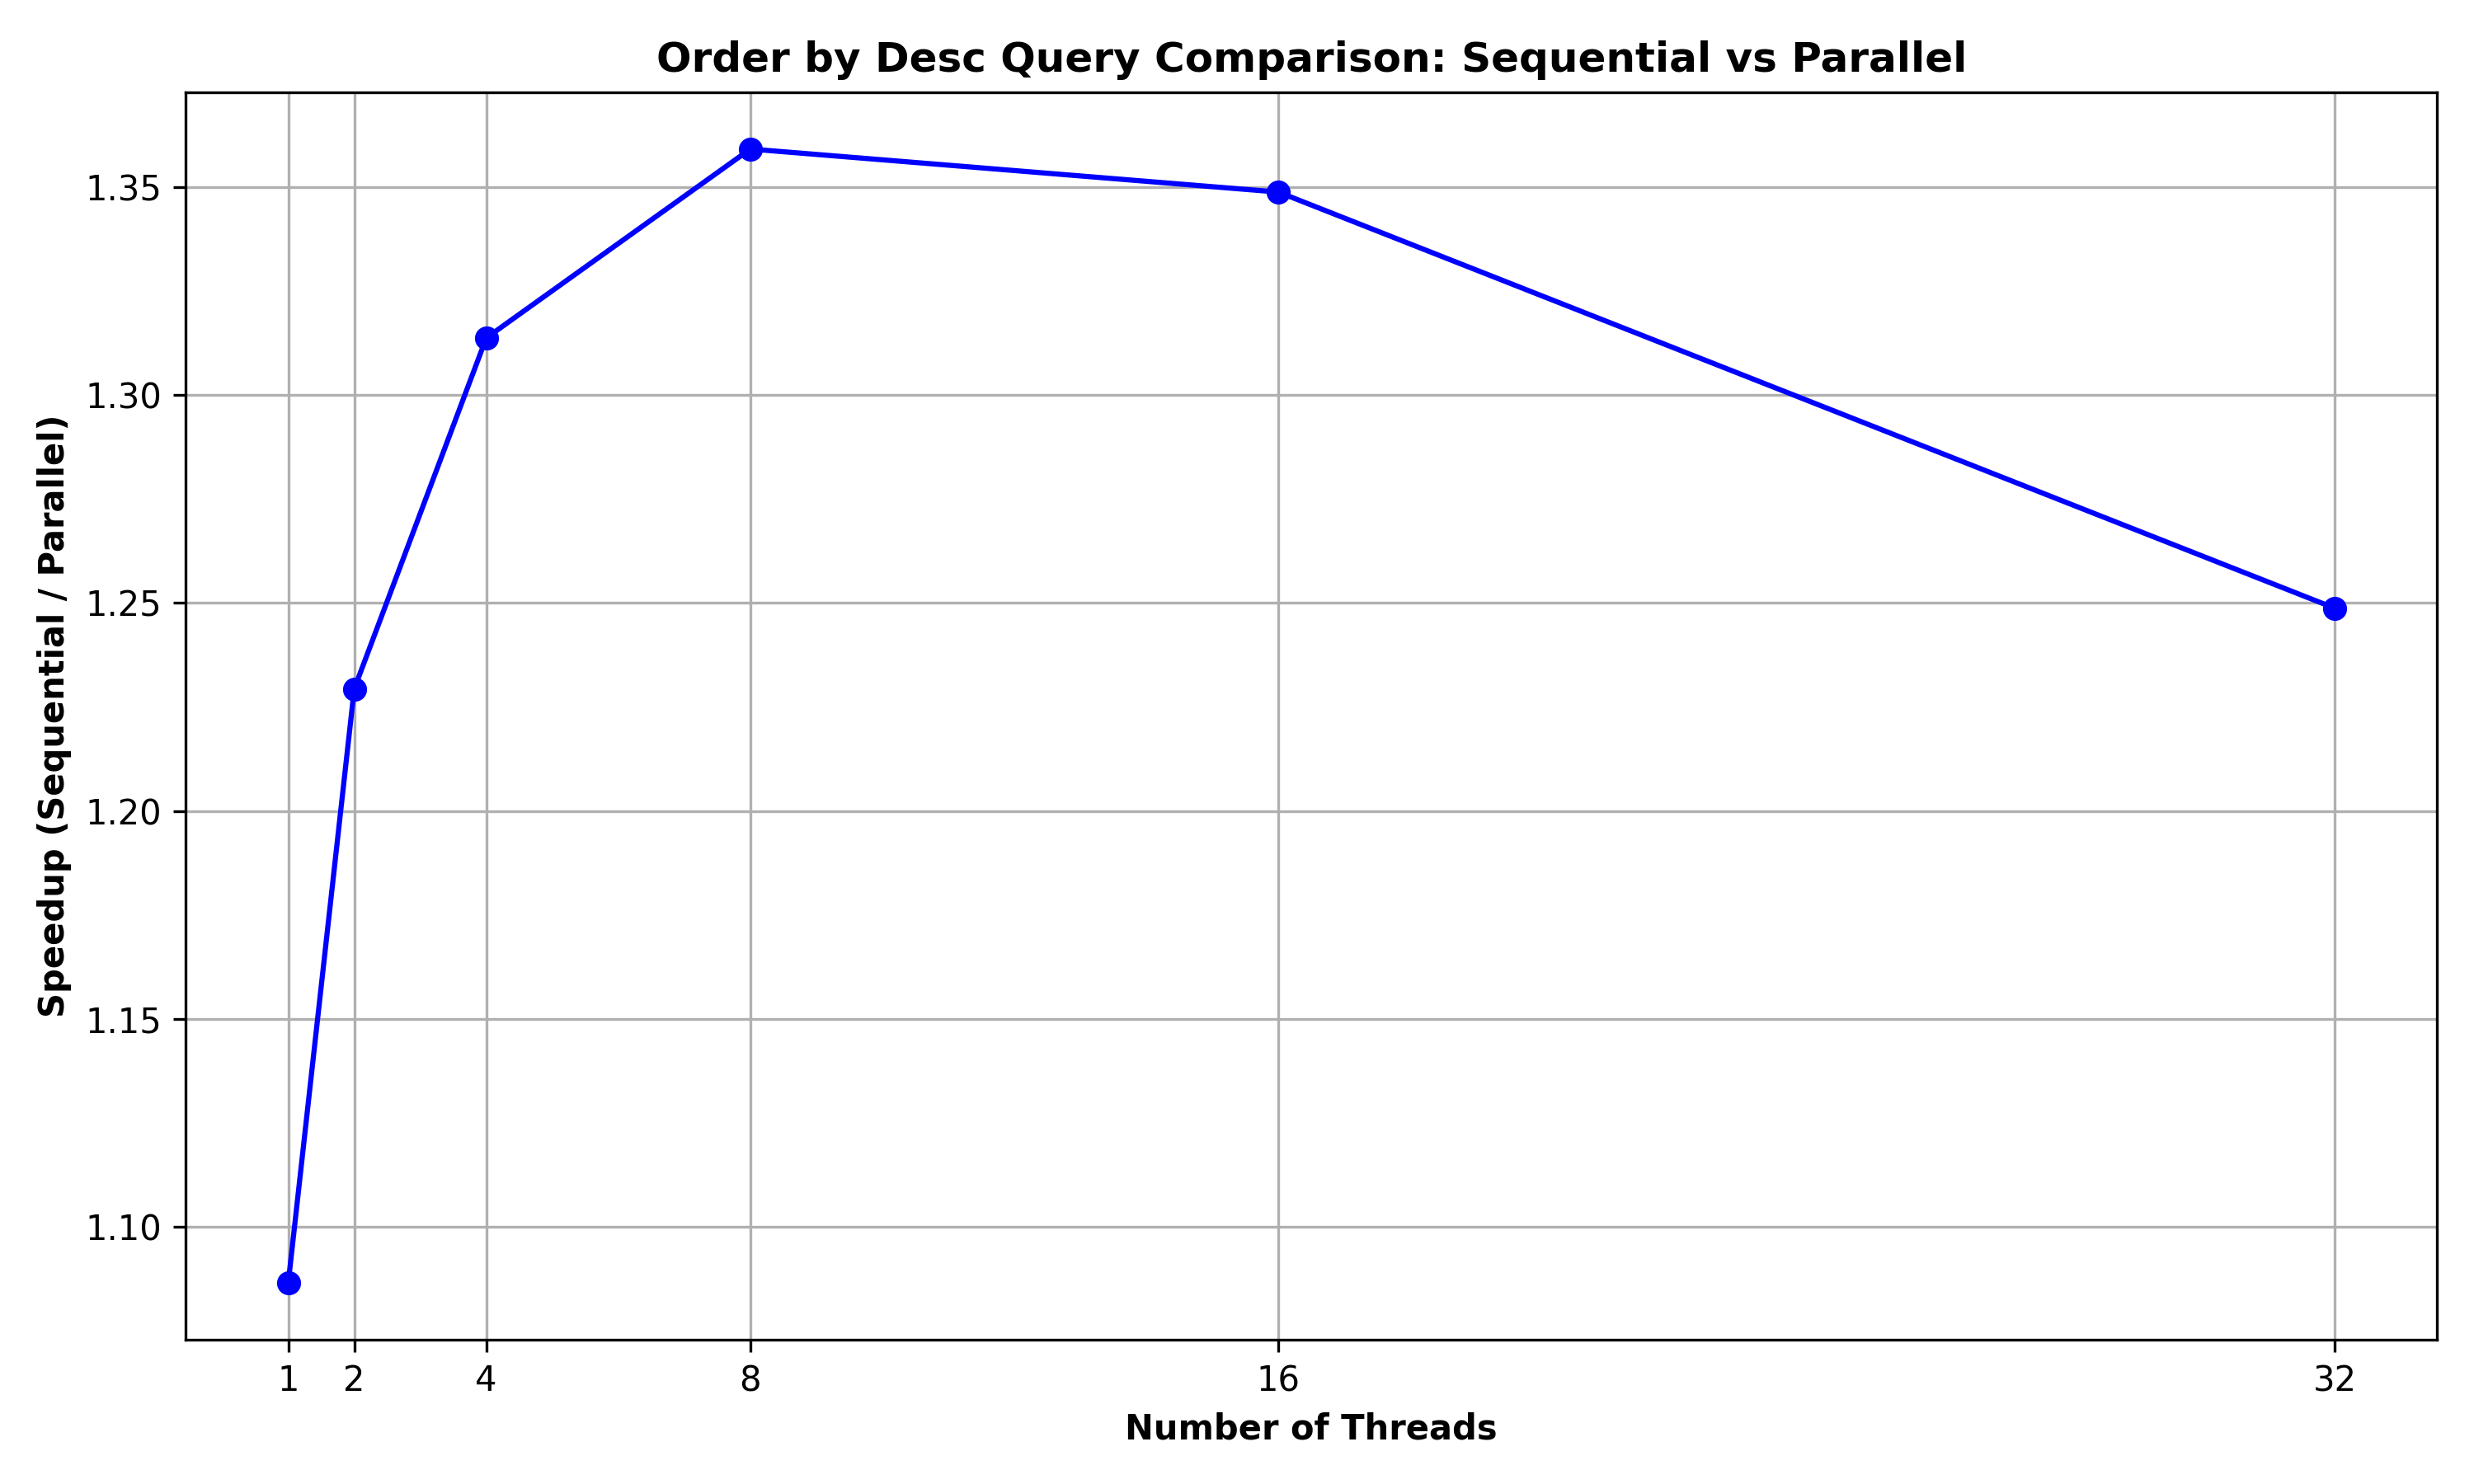 Order by Desc Query Comparison: Sequential vs Parallel
Speedup (Sequential / Parallel)
1.35
1.30
1.25
1.20
1.15
1.10
1 2 4 8 16 32
Number of Threads